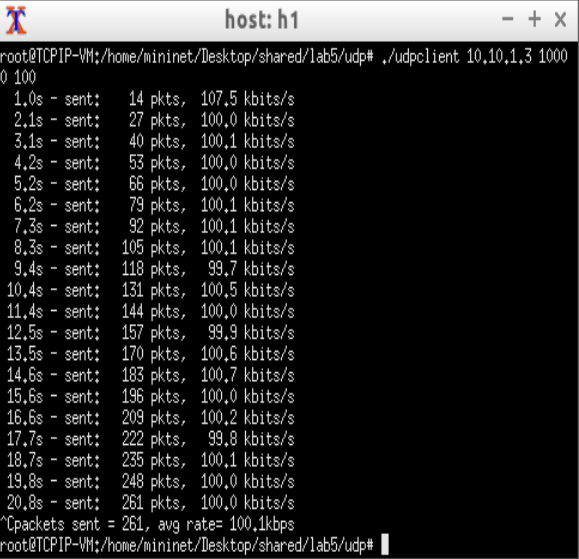 host: h1
root@TCPIP-VM:/home/mininet/Desktop/shared/lab5/udp# ./udpclient 10.10.1.3 1000
0 100
1.0s - sent: 14 pkts, 107.5 kbits/s
2.1s - sent: 27 pkts, 100.0 kbits/s
3.1s - sent: 40 pkts, 100.1 kbits/s
4.2s - sent: 53 pkts, 100.0 kbits/s
5.2s - sent: 66 pkts, 100.0 kbits/s
6.2s - sent: 79 pkts, 100.1 kbits/s
7.3s - sent: 92 pkts, 100.1 kbits/s
8.3s - sent: 105 pkts, 100.1 kbits/s
9.4s - sent: 118 pkts, 99.7 kbits/s
10.4s - sent: 131 pkts, 100.5 kbits/s
11.4s - sent: 144 pkts, 100.0 kbits/s
12.5s - sent: 157 pkts, 99.9 kbits/s
13.5s - sent: 170 pkts, 100.6 kbits/s
14.6s - sent: 183 pkts, 100.7 kbits/s
15.6s - sent: 196 pkts, 100.0 kbits/s
16.6s - sent: 209 pkts, 100.2 kbits/s
17.7s - sent: 222 pkts, 99.8 kbits/s
18.7s - sent: 235 pkts, 100.1 kbits/s
19.8s - sent: 248 pkts, 100.0 kbits/s
20.8s - sent: 261 pkts, 100.0 kbits/s
^Cpackets sent = 261, avg rate= 100.1kbps
root@TCPIP-VM:/home/mininet/Desktop/shared/lab5/udp#